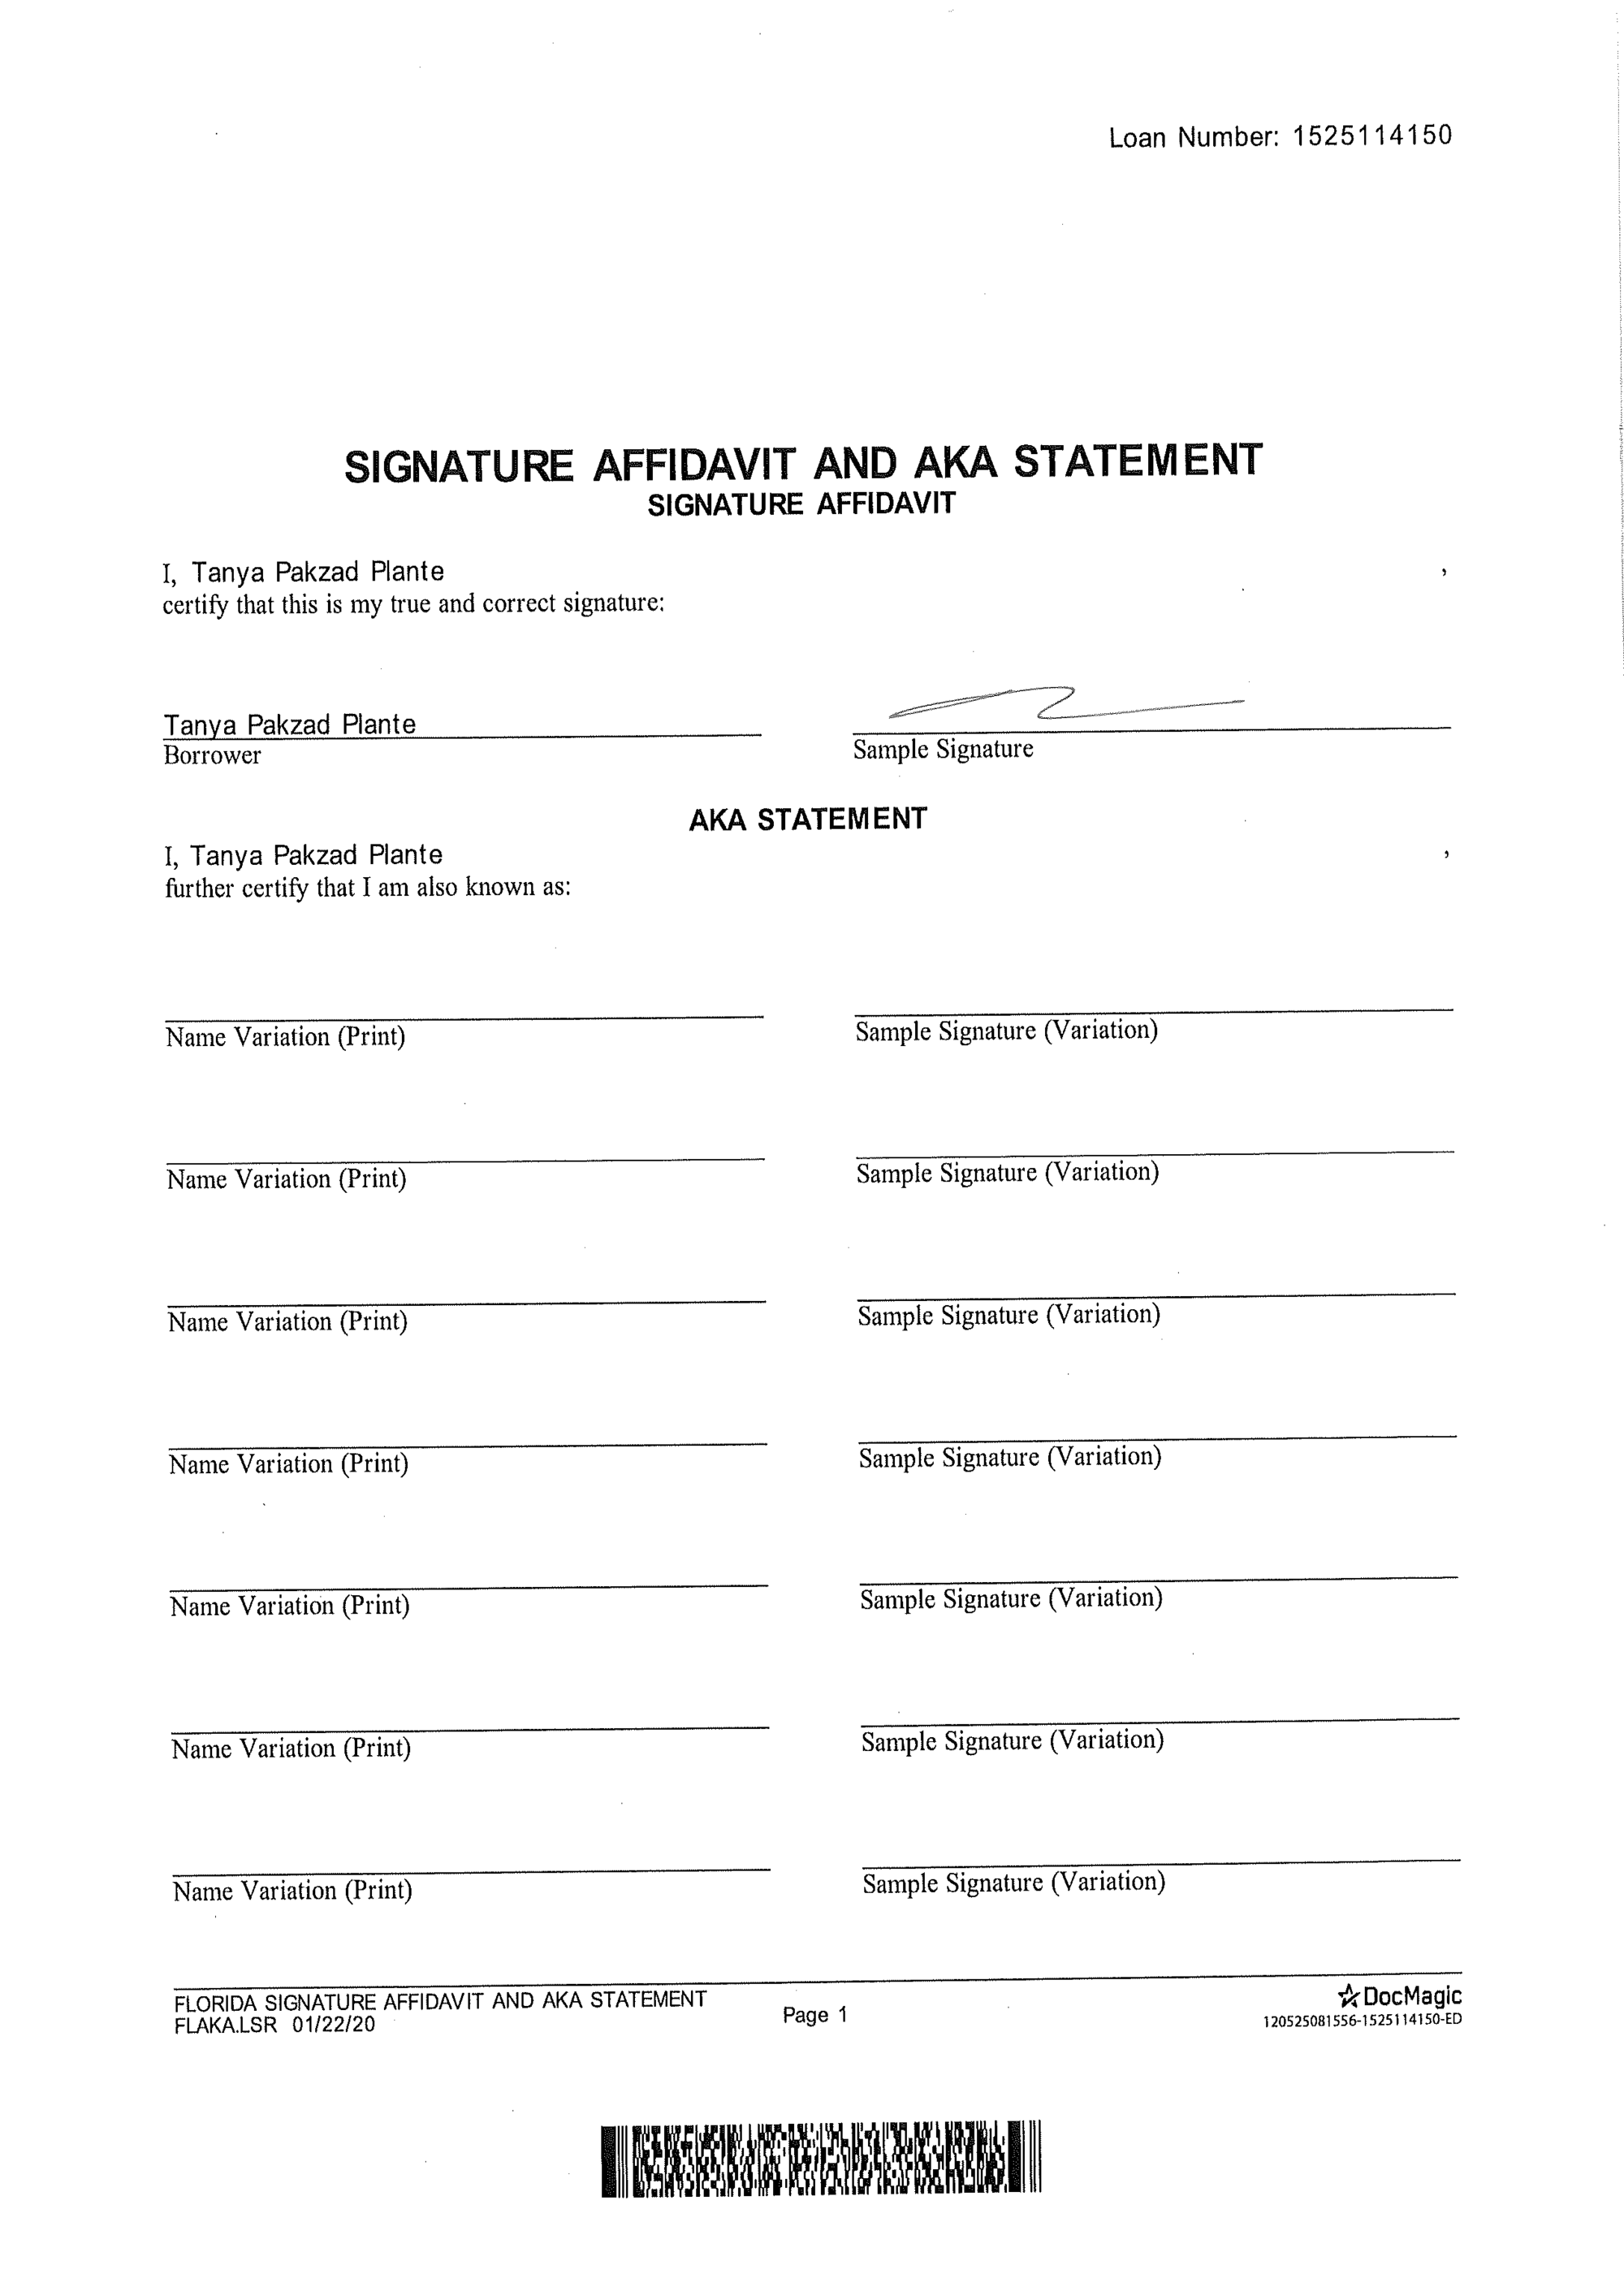 Loan Number: 1525114150
SIGNATURE AFFIDAVIT AND AKA STATEMENT
SIGNATURE AFFIDAVIT
I, Tanya Pakzad Plante ,
certify that this is my true and correct signature:
Tanya Pakzad Plante
Borrower Sample Signature
AKA STATEMENT
I, Tanya Pakzad Plante ,
further certify that I am also known as:
Name Variation (Print) Sample Signature (Variation)
Name Variation (Print) Sample Signature (Variation)
Name Variation (Print) Sample Signature (Variation)
Name Variation (Print) Sample Signature (Variation)
Name Variation (Print) Sample Signature (Variation)
Name Variation (Print) Sample Signature (Variation)
Name Variation (Print) Sample Signature (Variation)
FLORIDA SIGNATURE AFFIDAVIT AND AKA STATEMENT DocMagic
FLAKA.LSR 01/22/20 Page 1 120525081556-1525114150-ED